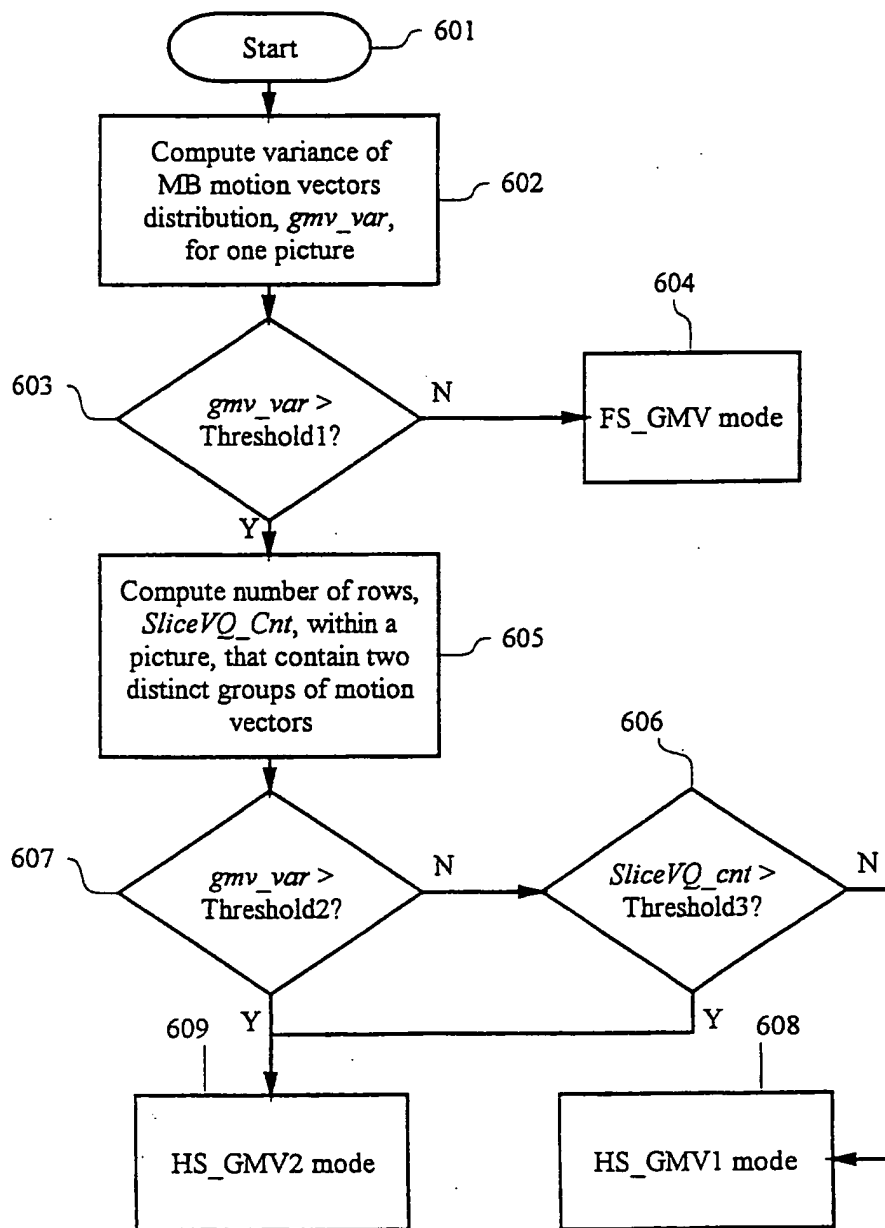 Start
601
Compute variance of
MB motion vectors
distribution, gmv_var,
for one picture
602
603
gmv_var >
Threshold1?
N
Y
604
FS_GMV mode
Compute number of rows,
SliceVQ_Cnt, within a
picture, that contain two
distinct groups of motion
vectors
605
606
607
gmv_var >
Threshold2?
N
Y
SliceVQ_cnt >
Threshold3?
N
Y
609
HS_GMV2 mode
608
HS_GMV1 mode